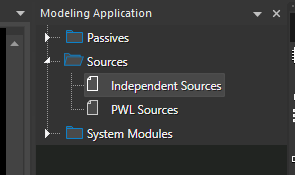 Modeling Application
Passives
Sources
Independent Sources
PWL Sources
System Modules